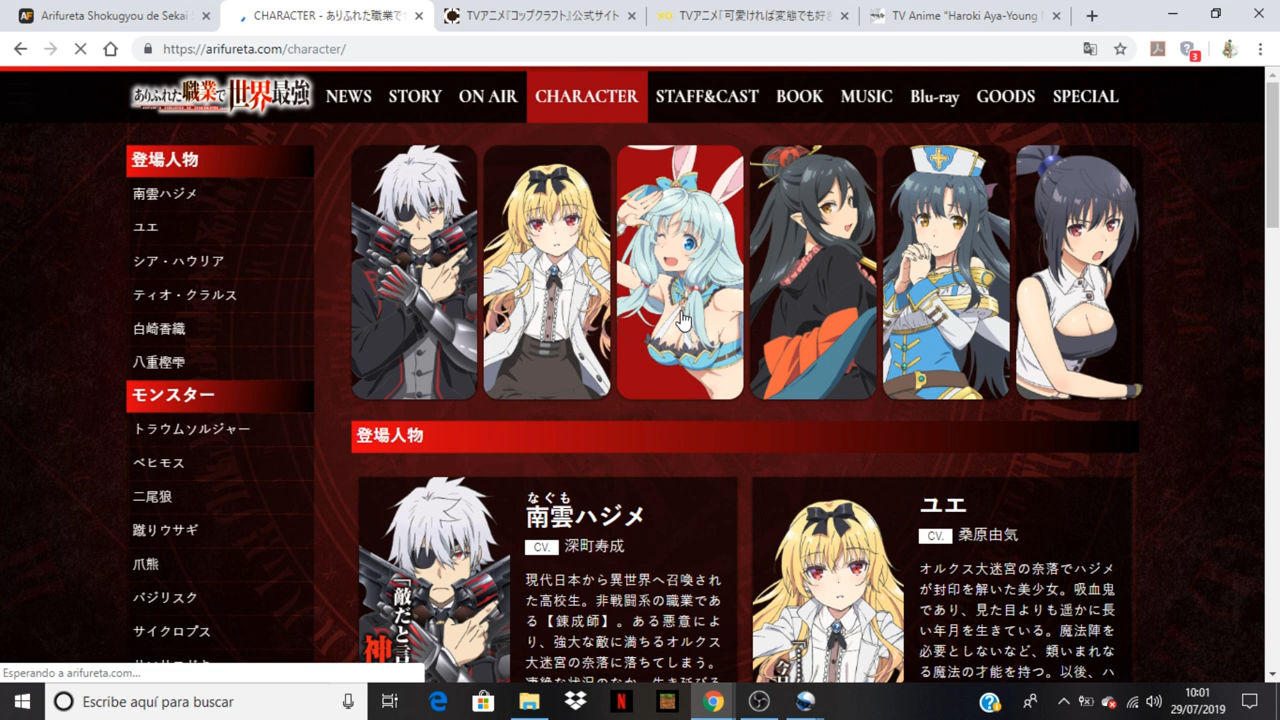 Arifureta Shokugyou de Sekai
CHARACTER - ありふれた職業で
TVアニメ『コップクラフト』公式サイト
TVアニメ「可愛ければ変態でも好き
TV Anime "Haroki Aya-Young
https://arifureta.com/character/
3
ありふれた職業で世界最強
NEWS
STORY
ON AIR
CHARACTER
STAFF&CAST
BOOK
MUSIC
Blu-ray
GOODS
SPECIAL
登場人物
南雲ハジメ
ユエ
シア・ハウリア
ティオ・クラルス
白崎香織
八重樫雫
モンスター
トラウムソルジャー
ベヒモス
二尾狼
蹴りウサギ
爪熊
バジリスク
サイクロプス
登場人物
なぐも
南雲ハジメ
CV. 深町寿成
現代日本から異世界へ召喚され
た高校生。非戦闘系の職業であ
る【錬成師】。ある悪意によ
り、強大な敵に満ちるオルクス
大迷宮の奈落に落ちてしまう。
「敵だと言
神
ユエ
CV. 桑原由気
オルクス大迷宮の奈落でハジメ
が封印を解いた美少女。吸血鬼
であり、見た目よりも遥かに長
い年月を生きている。魔法陣を
必要としないなど、類いまれな
る魔法の才能を持つ。以後、ハ
Esperando a arifureta.com...
Escribe aquí para buscar
10:01
29/07/2019